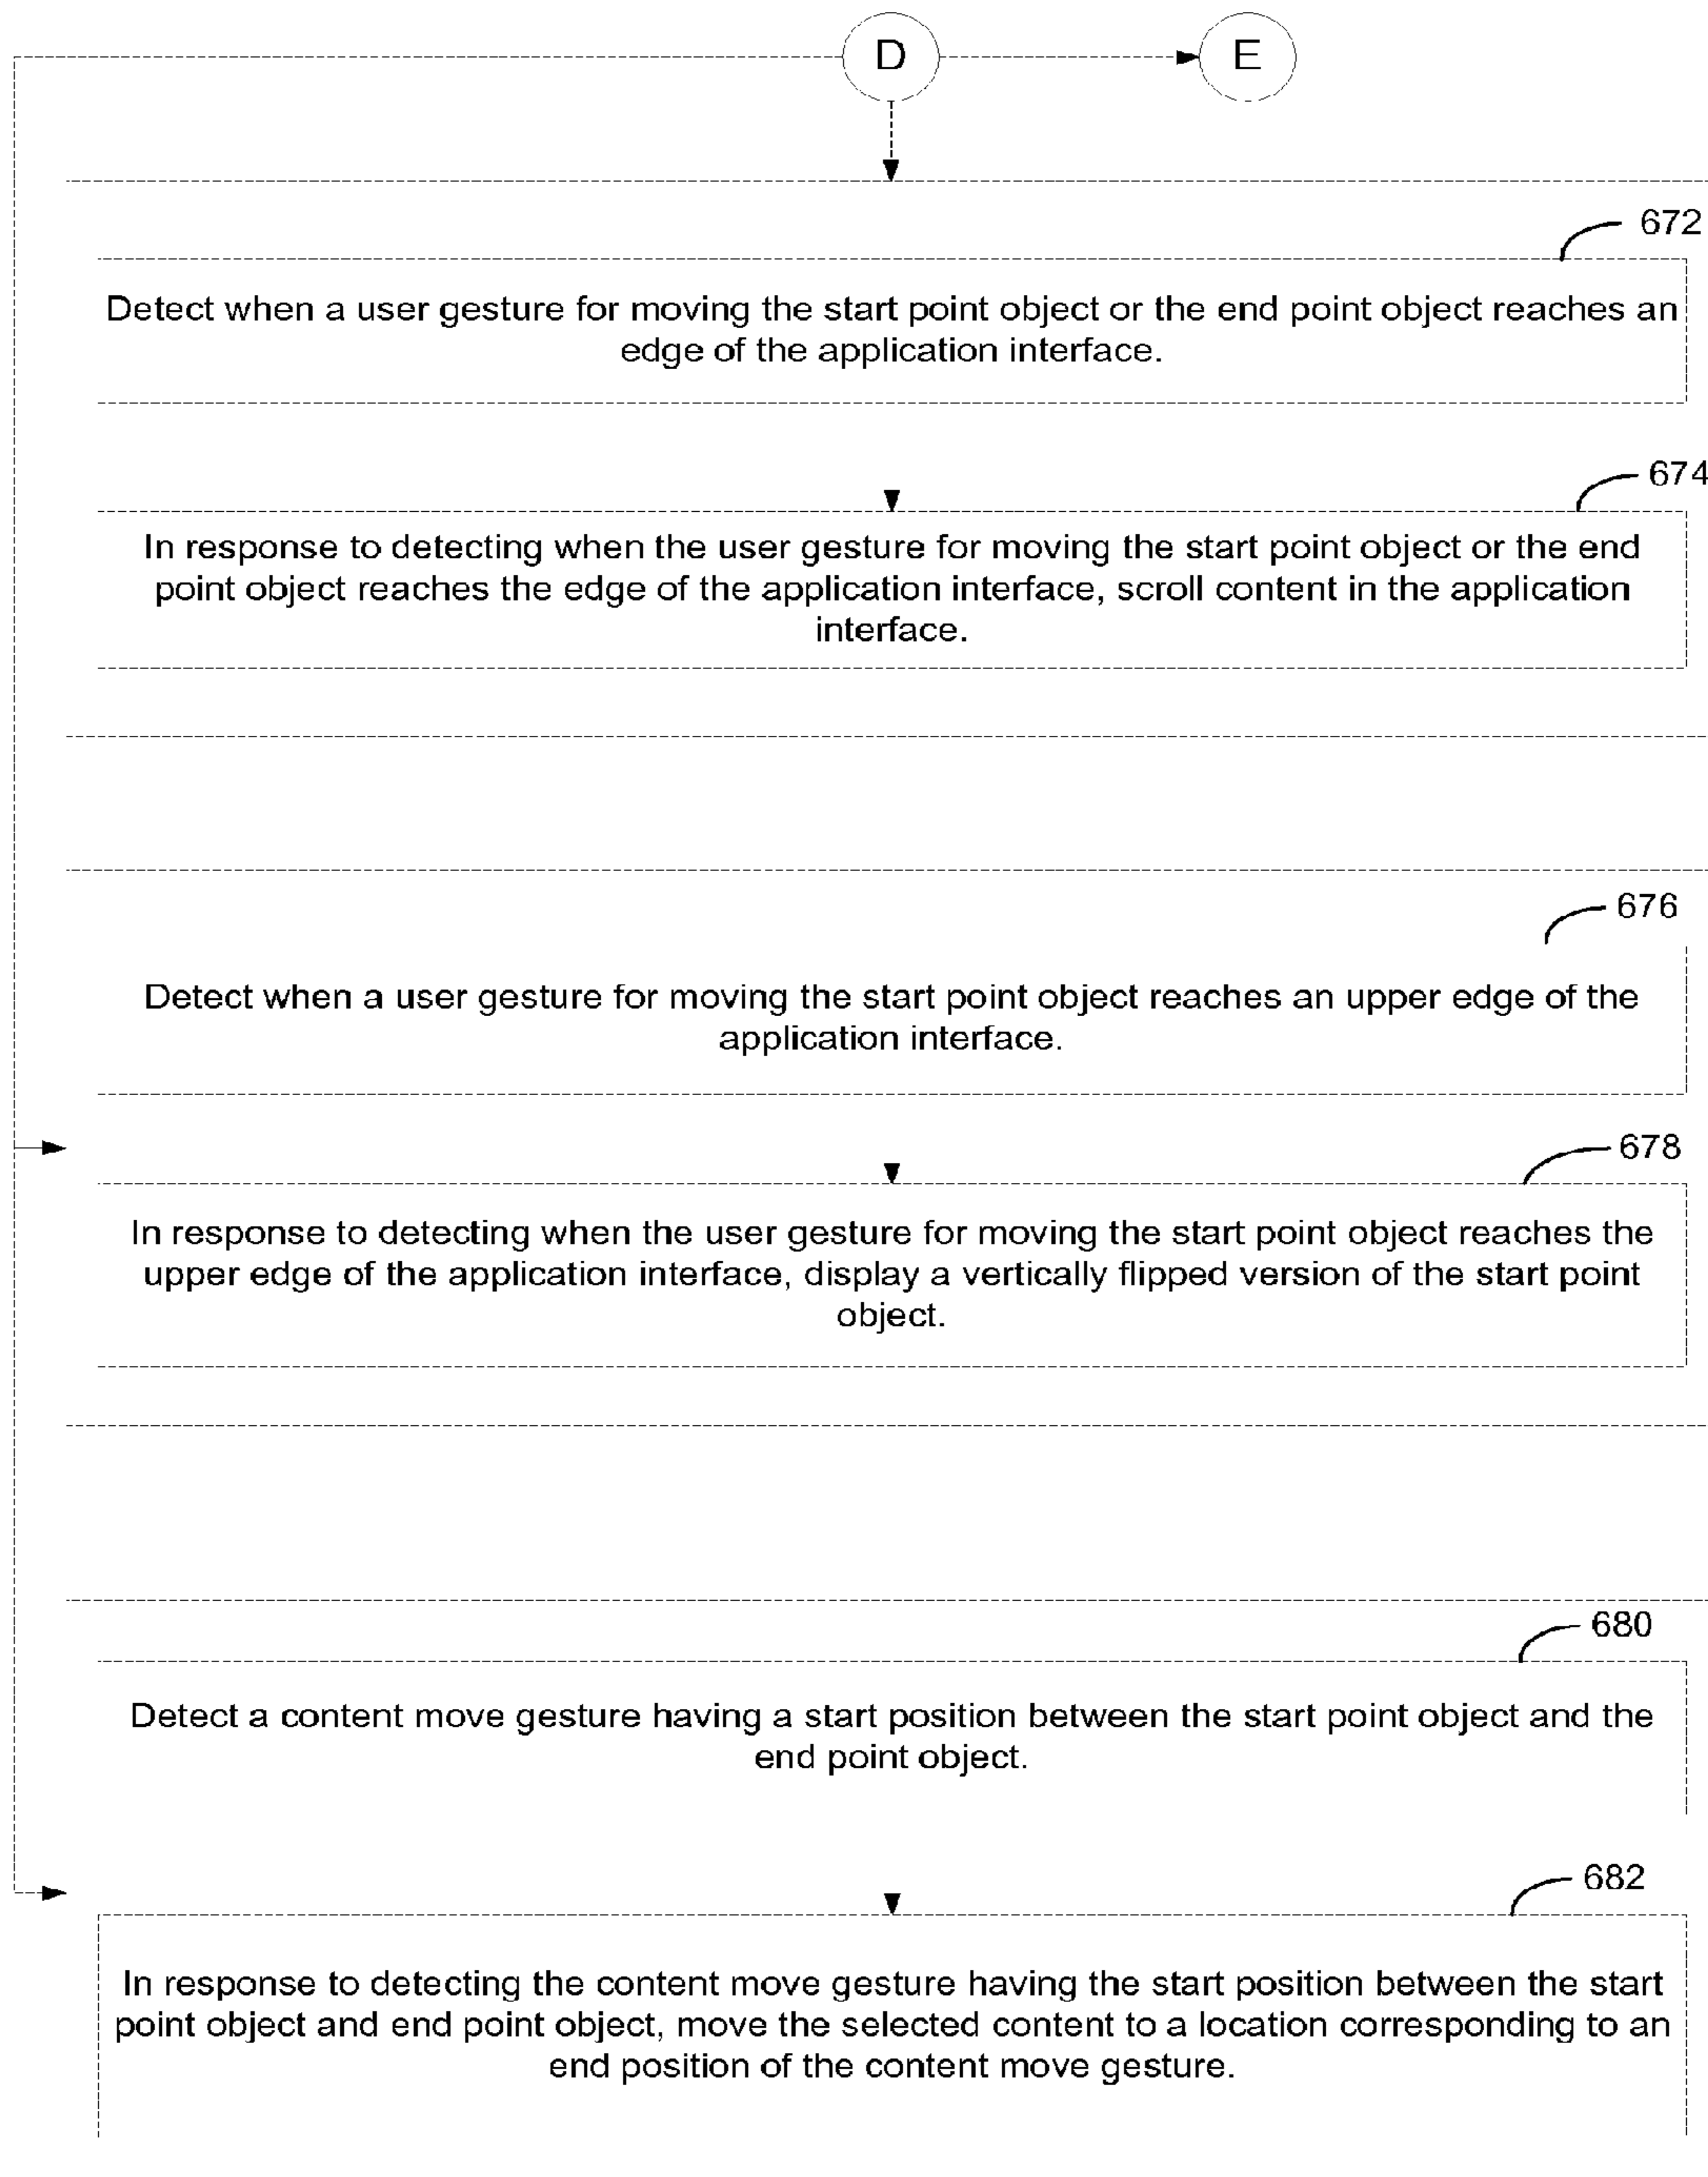 D
E
672
Detect when a user gesture for moving the start point object or the end point object reaches an
edge of the application interface.
674
In response to detecting when the user gesture for moving the start point object or the end
point object reaches the edge of the application interface, scroll content in the application
interface.
676
Detect when a user gesture for moving the start point object reaches an upper edge of the
application interface.
678
In response to detecting when the user gesture for moving the start point object reaches the
upper edge of the application interface, display a vertically flipped version of the start point
object.
680
Detect a content move gesture having a start position between the start point object and the
end point object.
682
In response to detecting the content move gesture having the start position between the start
point object and end point object, move the selected content to a location corresponding to an
end position of the content move gesture.